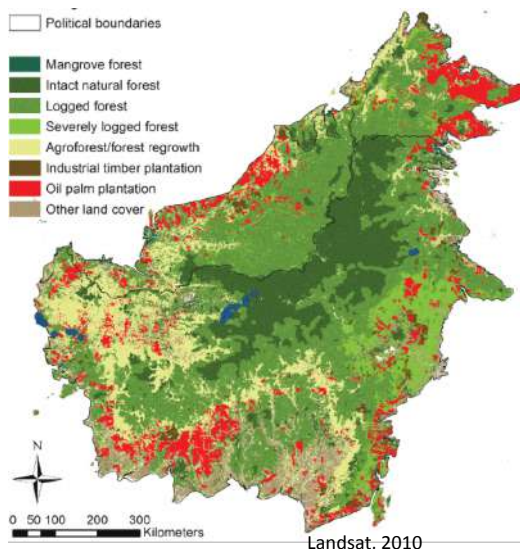 Political boundaries
Mangrove forest
Intact natural forest
Logged forest
Severely logged forest
Agroforest/forest regrowth
Industrial timber plantation
Oil palm plantation
Other land cover
N
0 50 100 200 300
Kilometers
Landsat, 2010